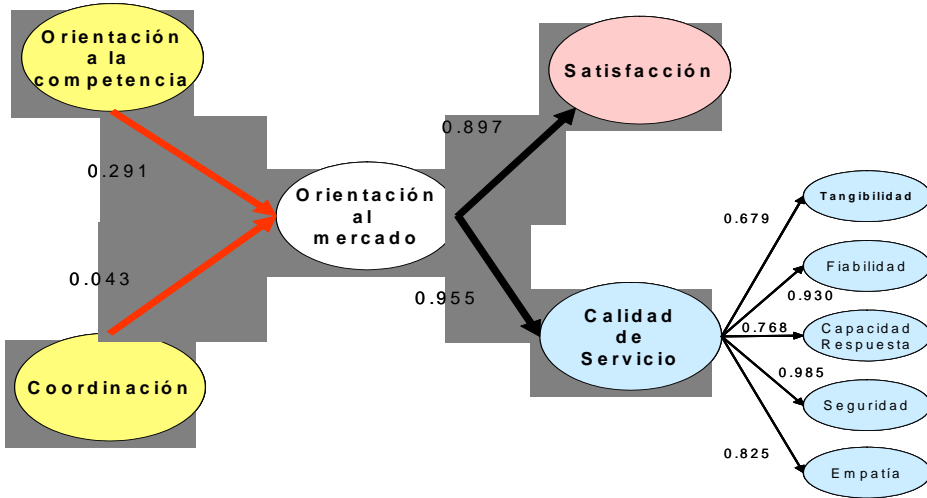 Orientación
a la
competencia
Satisfacción
0.897
0.291
Orientación
al
mercado
Tangibilidad
0.679
Fiabilidad
0.043
0.955
0.930
Calidad
de
Servicio
0.768
Capacidad
Respuesta
0.985
Coordinación
Seguridad
0.825
Empatía